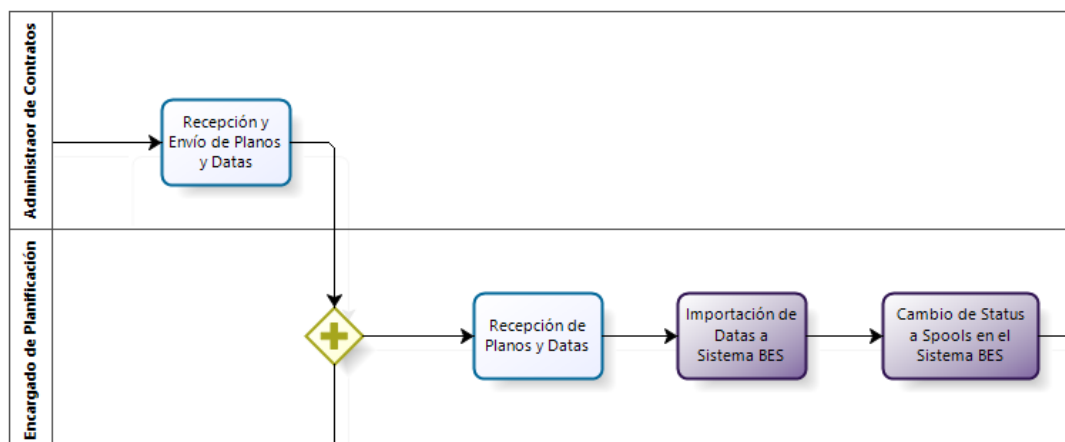 Administraor de Contratos
Recepción y
Envío de Planos
y Datas
Encargado de Planificación
Recepción de
Planos y Datas
Importación de
Datas a
Sistema BES
Cambio de Status
a Spools en el
Sistema BES